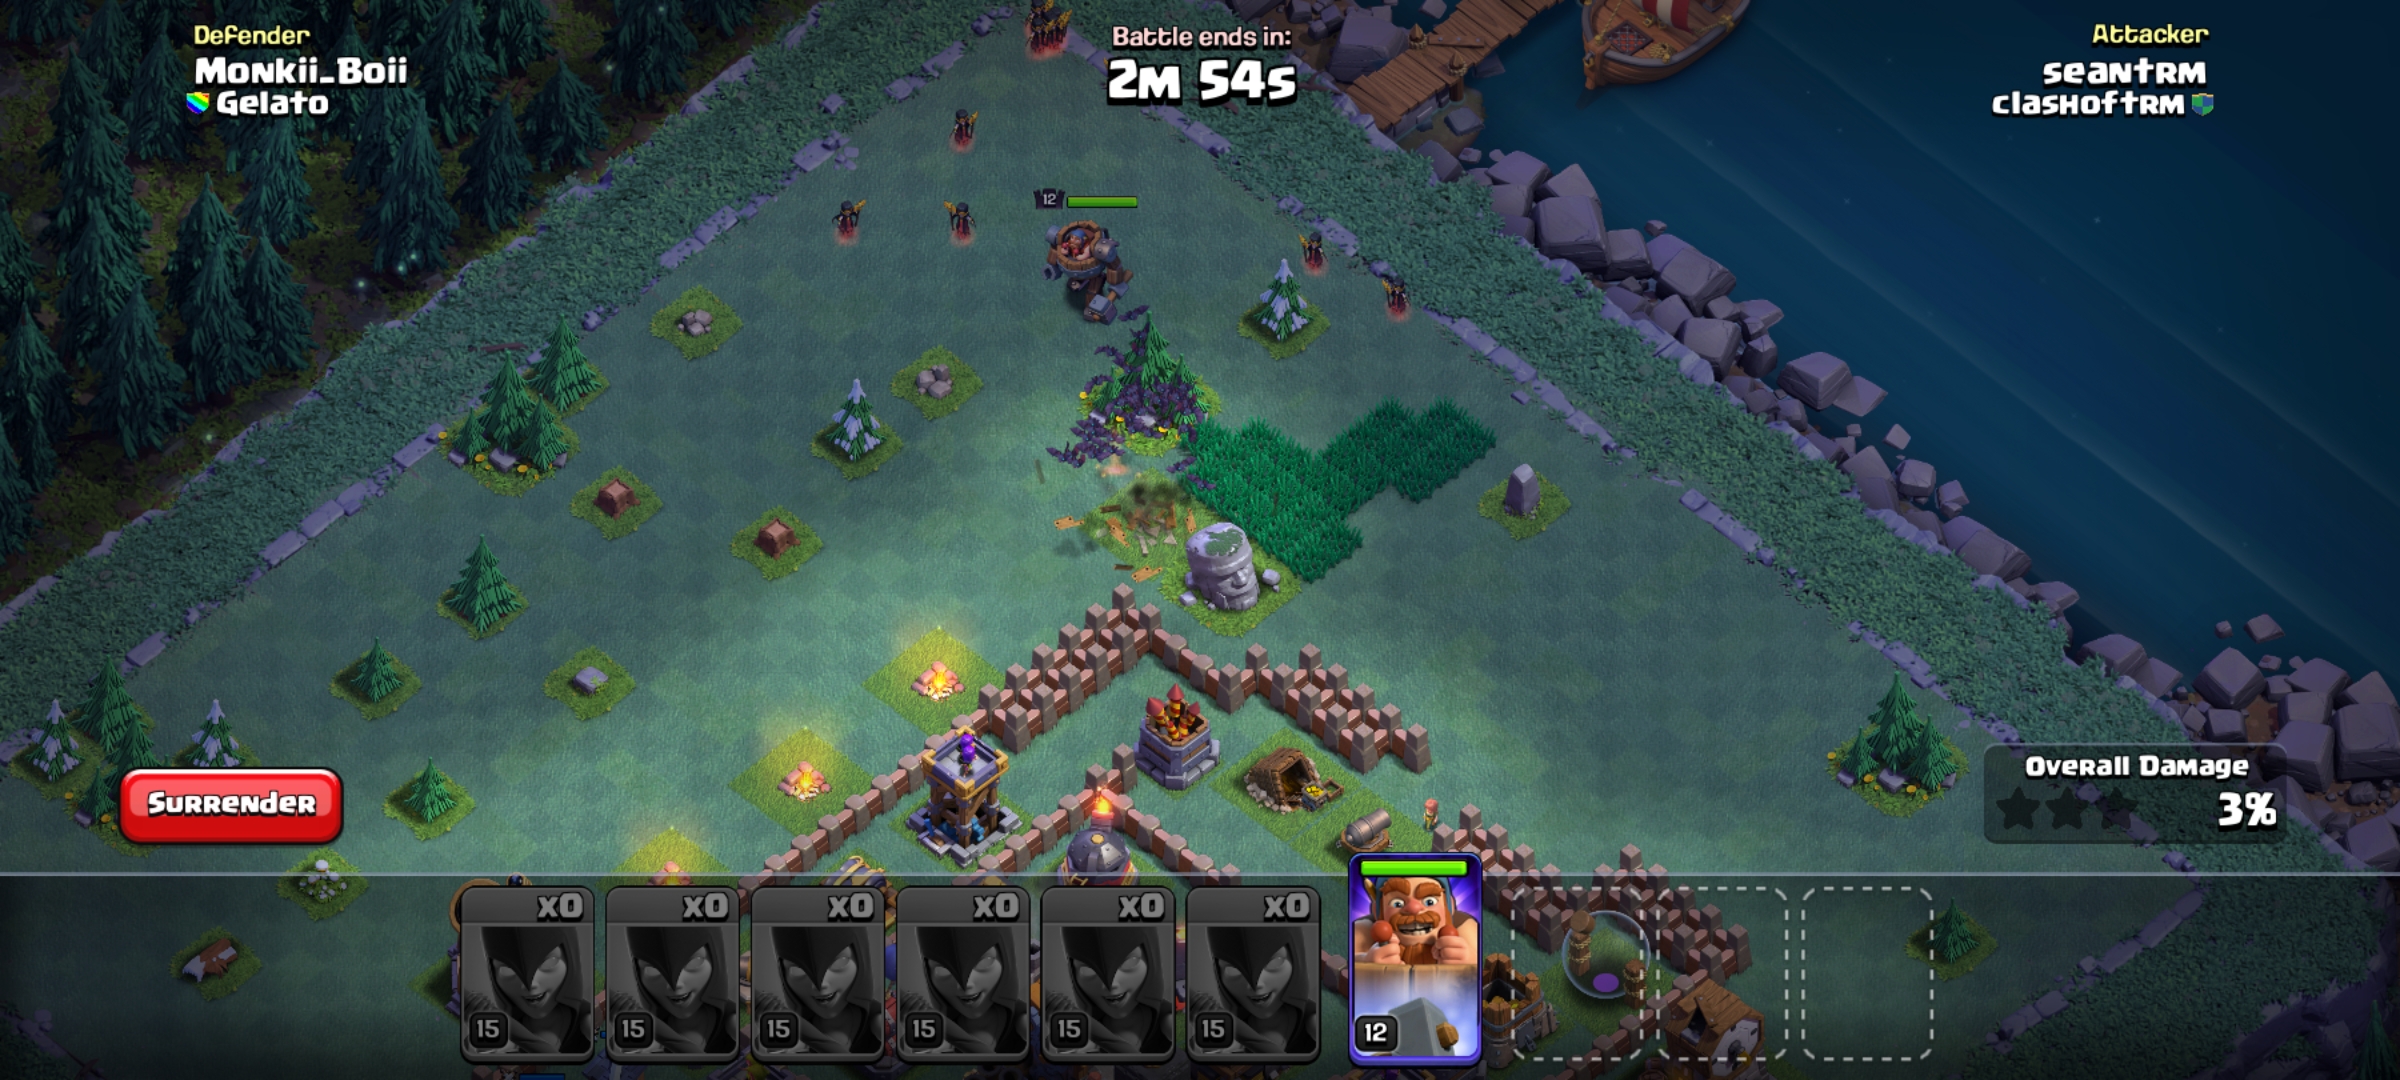 Defender
Monkii_Boii
Gelato
Battle ends in:
2M 54S
Attacker
seantRM
clashoftRM
12
Surrender
Overall Damage
3%
x0
x0
x0
x0
x0
x0
15
15
15
15
15
15
12